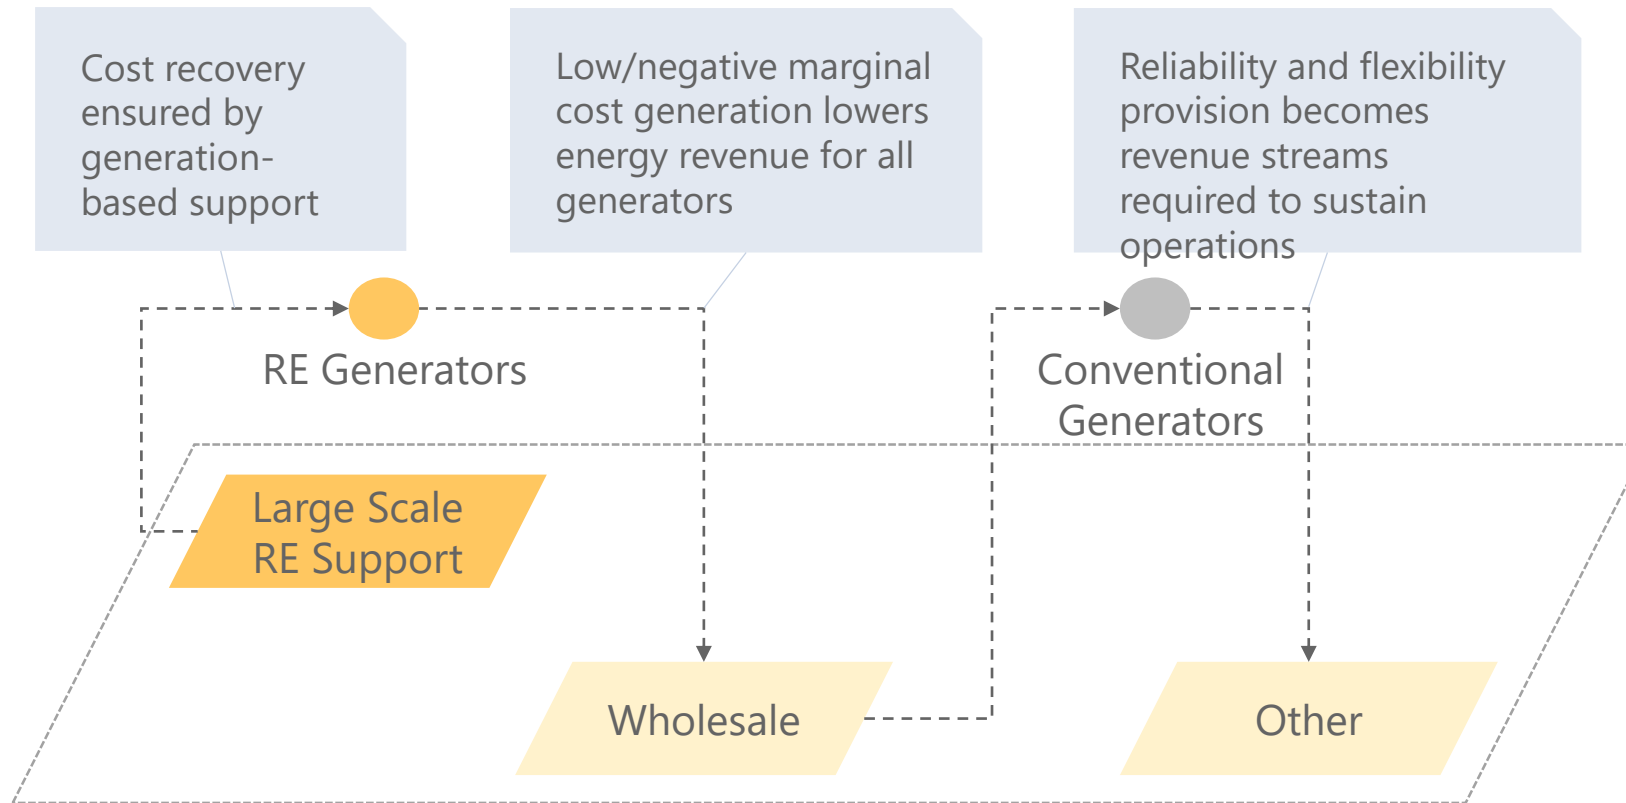 Cost recovery
ensured by
generation-
based support
Low/negative marginal
cost generation lowers
energy revenue for all
generators
Reliability and flexibility
provision becomes
revenue streams
required to sustain
operations
RE Generators
Conventional
Generators
Large Scale
RE Support
Wholesale
Other